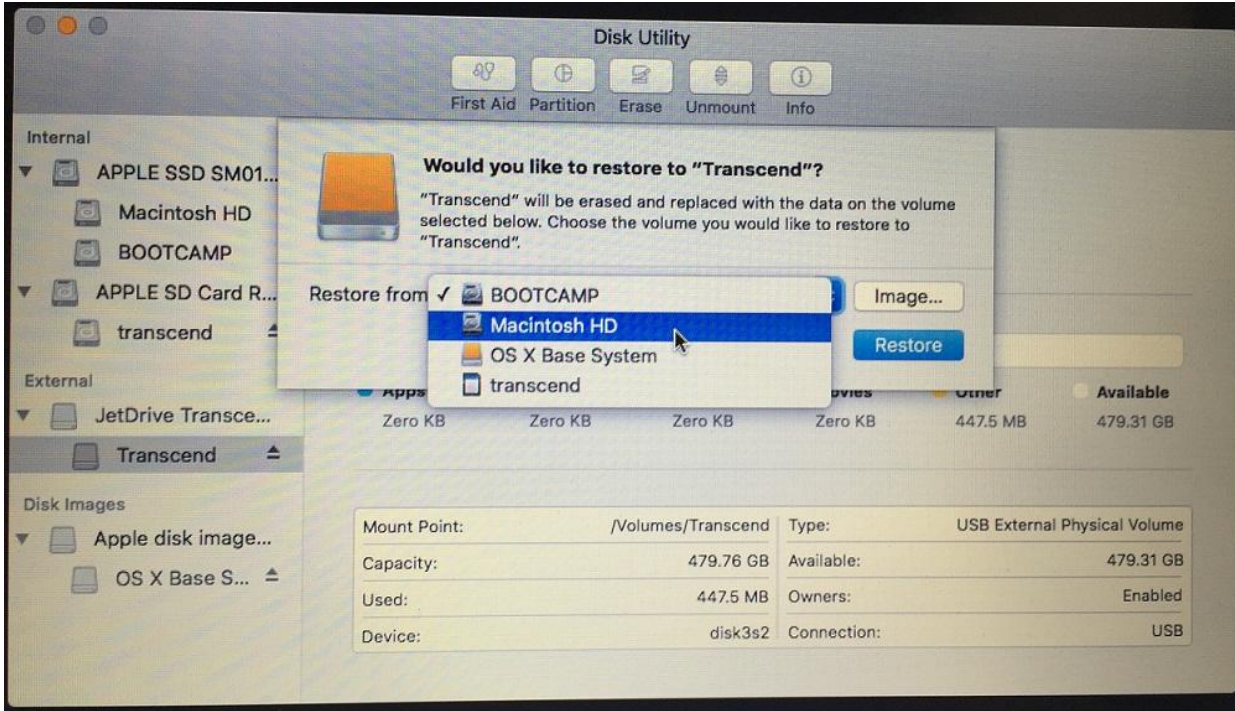 Disk Utility
First Aid Partition Erase Unmount Info
Internal
APPLE SSD SM01...
Macintosh HD
BOOTCAMP
APPLE SD Card R...
transcend
External
JetDrive Transce...
Transcend
Disk Images
Apple disk image...
OS X Base S...
Would you like to restore to "Transcend"?
"Transcend" will be erased and replaced with the data on the volume
selected below. Choose the volume you would like to restore to
"Transcend".
Restore from
✓ BOOTCAMP
Macintosh HD
OS X Base System
transcend
Image...
Restore
Apps Other Available
Zero KB Zero KB Zero KB Zero KB 447.5 MB 479.31 GB
Mount Point: /Volumes/Transcend Type: USB External Physical Volume
Capacity: 479.76 GB Available: 479.31 GB
Used: 447.5 MB Owners: Enabled
Device: disk3s2 Connection: USB